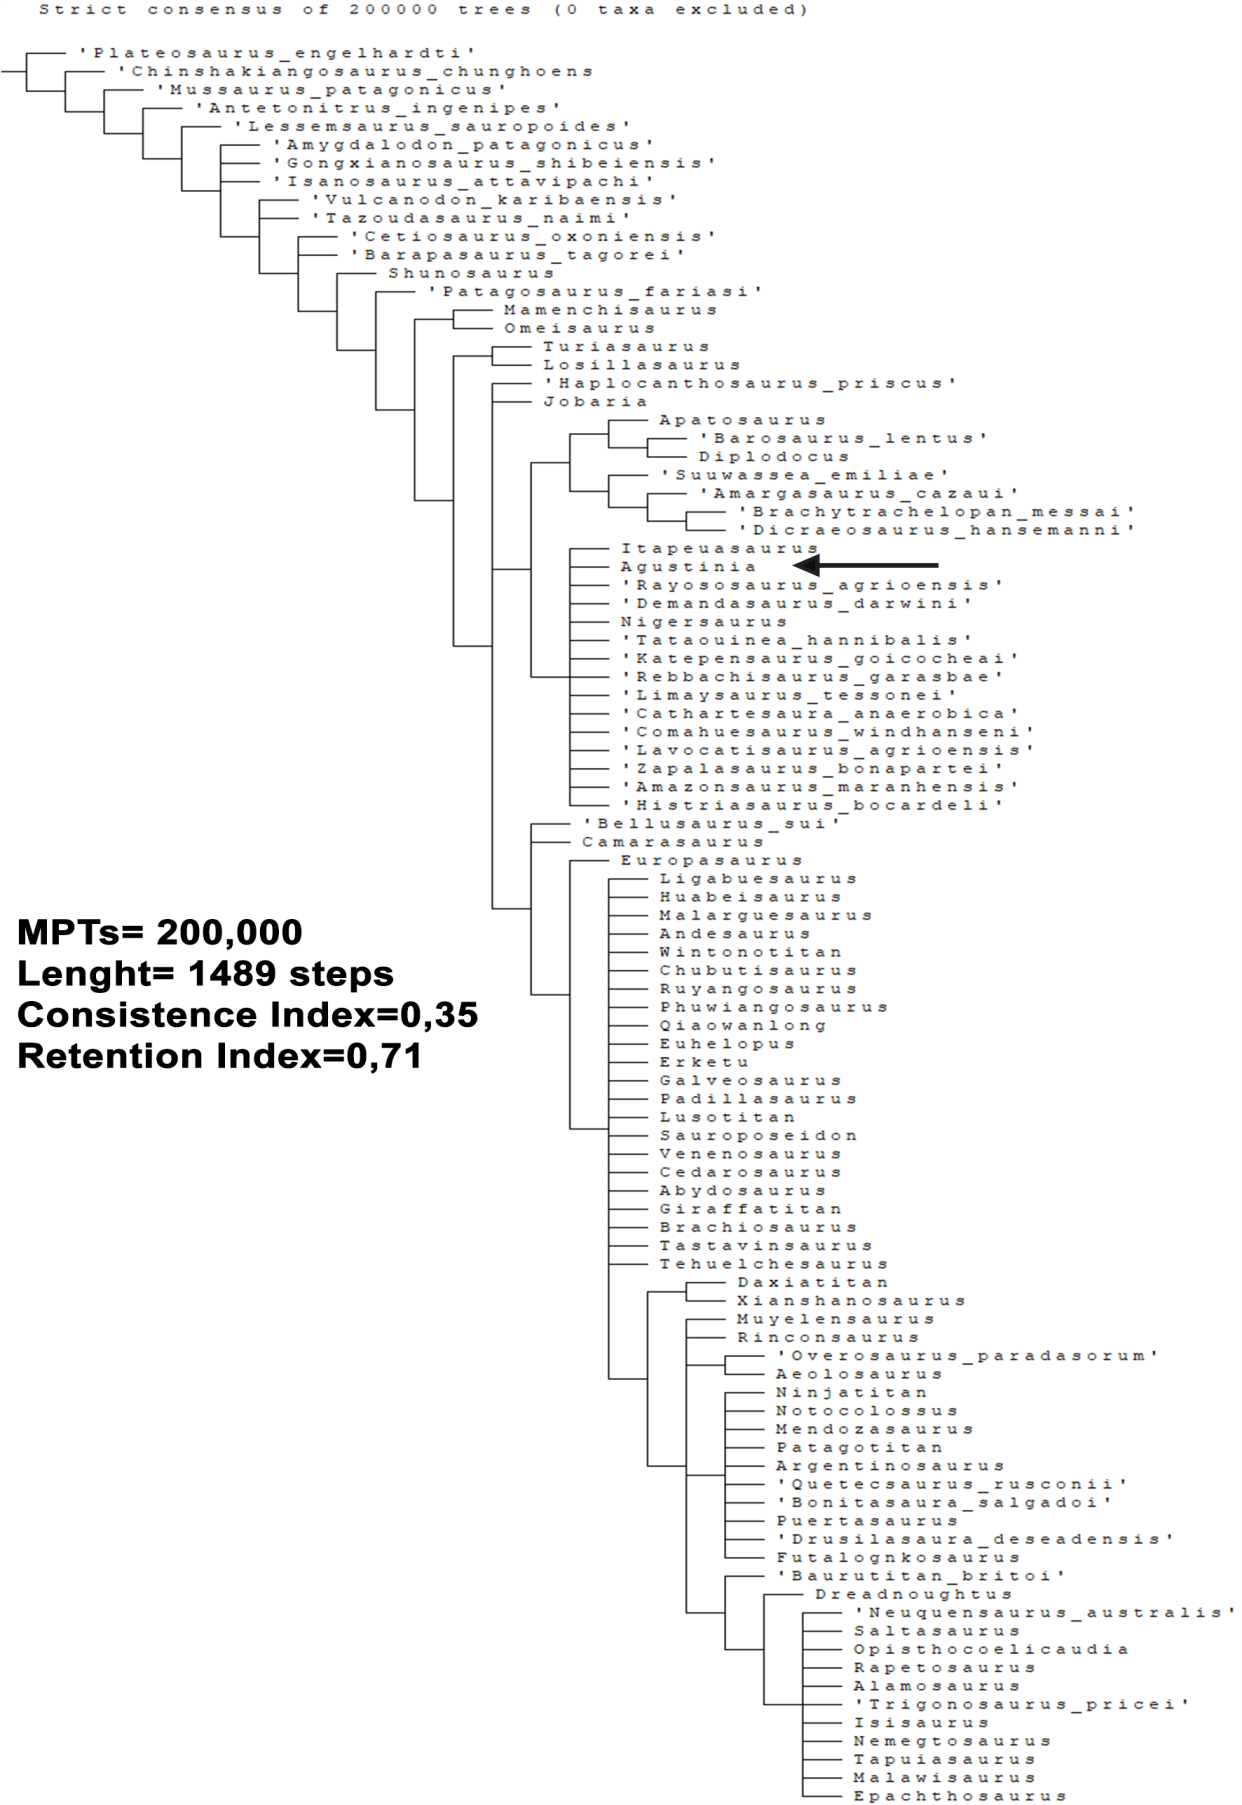 Strict consensus of 200000 trees (0 taxa excluded)
'Plateosaurus_engelhardti'
'Chinshakiangosaurus_chunghoens
'Mussaurus_patagonicus'
'Antetonitrus_ingenipes'
'Lessemsaurus_sauropoides'
'Amygdalodon_patagonicus'
'Gongxianosaurus_shibeiensis'
'Isanosaurus_attavipachi'
'Vulcanodon_karibaensis'
'Tazoudasaurus_naimi'
'Cetiosaurus_oxoniensis'
'Barapasaurus_tagorei'
Shunosaurus
'Patagosaurus_fariasi'
Mamenchisaurus
Omeisaurus
Turiasaurus
Losillasaurus
'Haplocanthosaurus_priscus'
Jobaria
Apatosaurus
'Barosaurus_lentus'
Diplodocus
'Suuwassea_emiliae'
'Amargasaurus_cazaui'
'Brachytrachelopan_messai'
'Dicraeosaurus_hansemanni'
Itapeuasaurus
Agustinia
'Rayososaurus_agrioensis'
'Demandasaurus_darwini'
Nigersaurus
'Tataouinea_hannibalis'
'Katepensaurus_goicocheai'
'Rebbachisaurus_garasbae'
'Limaysaurus_tessonei'
'Cathartesaura_anaerobica'
'Comahuesaurus_windhanseni'
'Lavocatisaurus_agrioensis'
'Zapalasaurus_bonapartei'
'Amazonsaurus_maranhensis'
'Histriasaurus_bocardeli'
'Bellusaurus_sui'
Camarasaurus
Europasaurus
Ligabuesaurus
Huabeisaurus
Malarguesaurus
Andesaurus
Wintonotitan
Chubutisaurus
Ruyangosaurus
Phuwiangosaurus
Qiaowanlong
Euhelopus
Erketu
Galveosaurus
Padillasaurus
Lusotitan
Sauroposeidon
Venenosaurus
Cedarosaurus
Abydosaurus
Giraffatitan
Brachiosaurus
Tastavinsaurus
Tehuelchesaurus
Daxiatitan
Xianshanosaurus
Muyelensaurus
Rinconsaurus
'Overosaurus_paradasorum'
Aeolosaurus
Ninjatitan
Notocolossus
Mendozasaurus
Patagotitan
Argentinosaurus
'Quetecsaurus_rusconii'
'Bonitasaura_salgadoi'
Puertasaurus
'Drusilasaura_deseadensis'
Futalognkosaurus
'Baurutitan_britoi'
Dreadnoughtus
'Neuquensaurus_australis'
Saltasaurus
Opisthocoelicaudia
Rapetosaurus
Alamosaurus
'Trigonosaurus_pricei'
Isisaurus
Nemegtosaurus
Tapuiasaurus
Malawisaurus
Epachthosaurus
MPTs= 200,000
Lenght= 1489 steps
Consistence Index=0,35
Retention Index=0,71